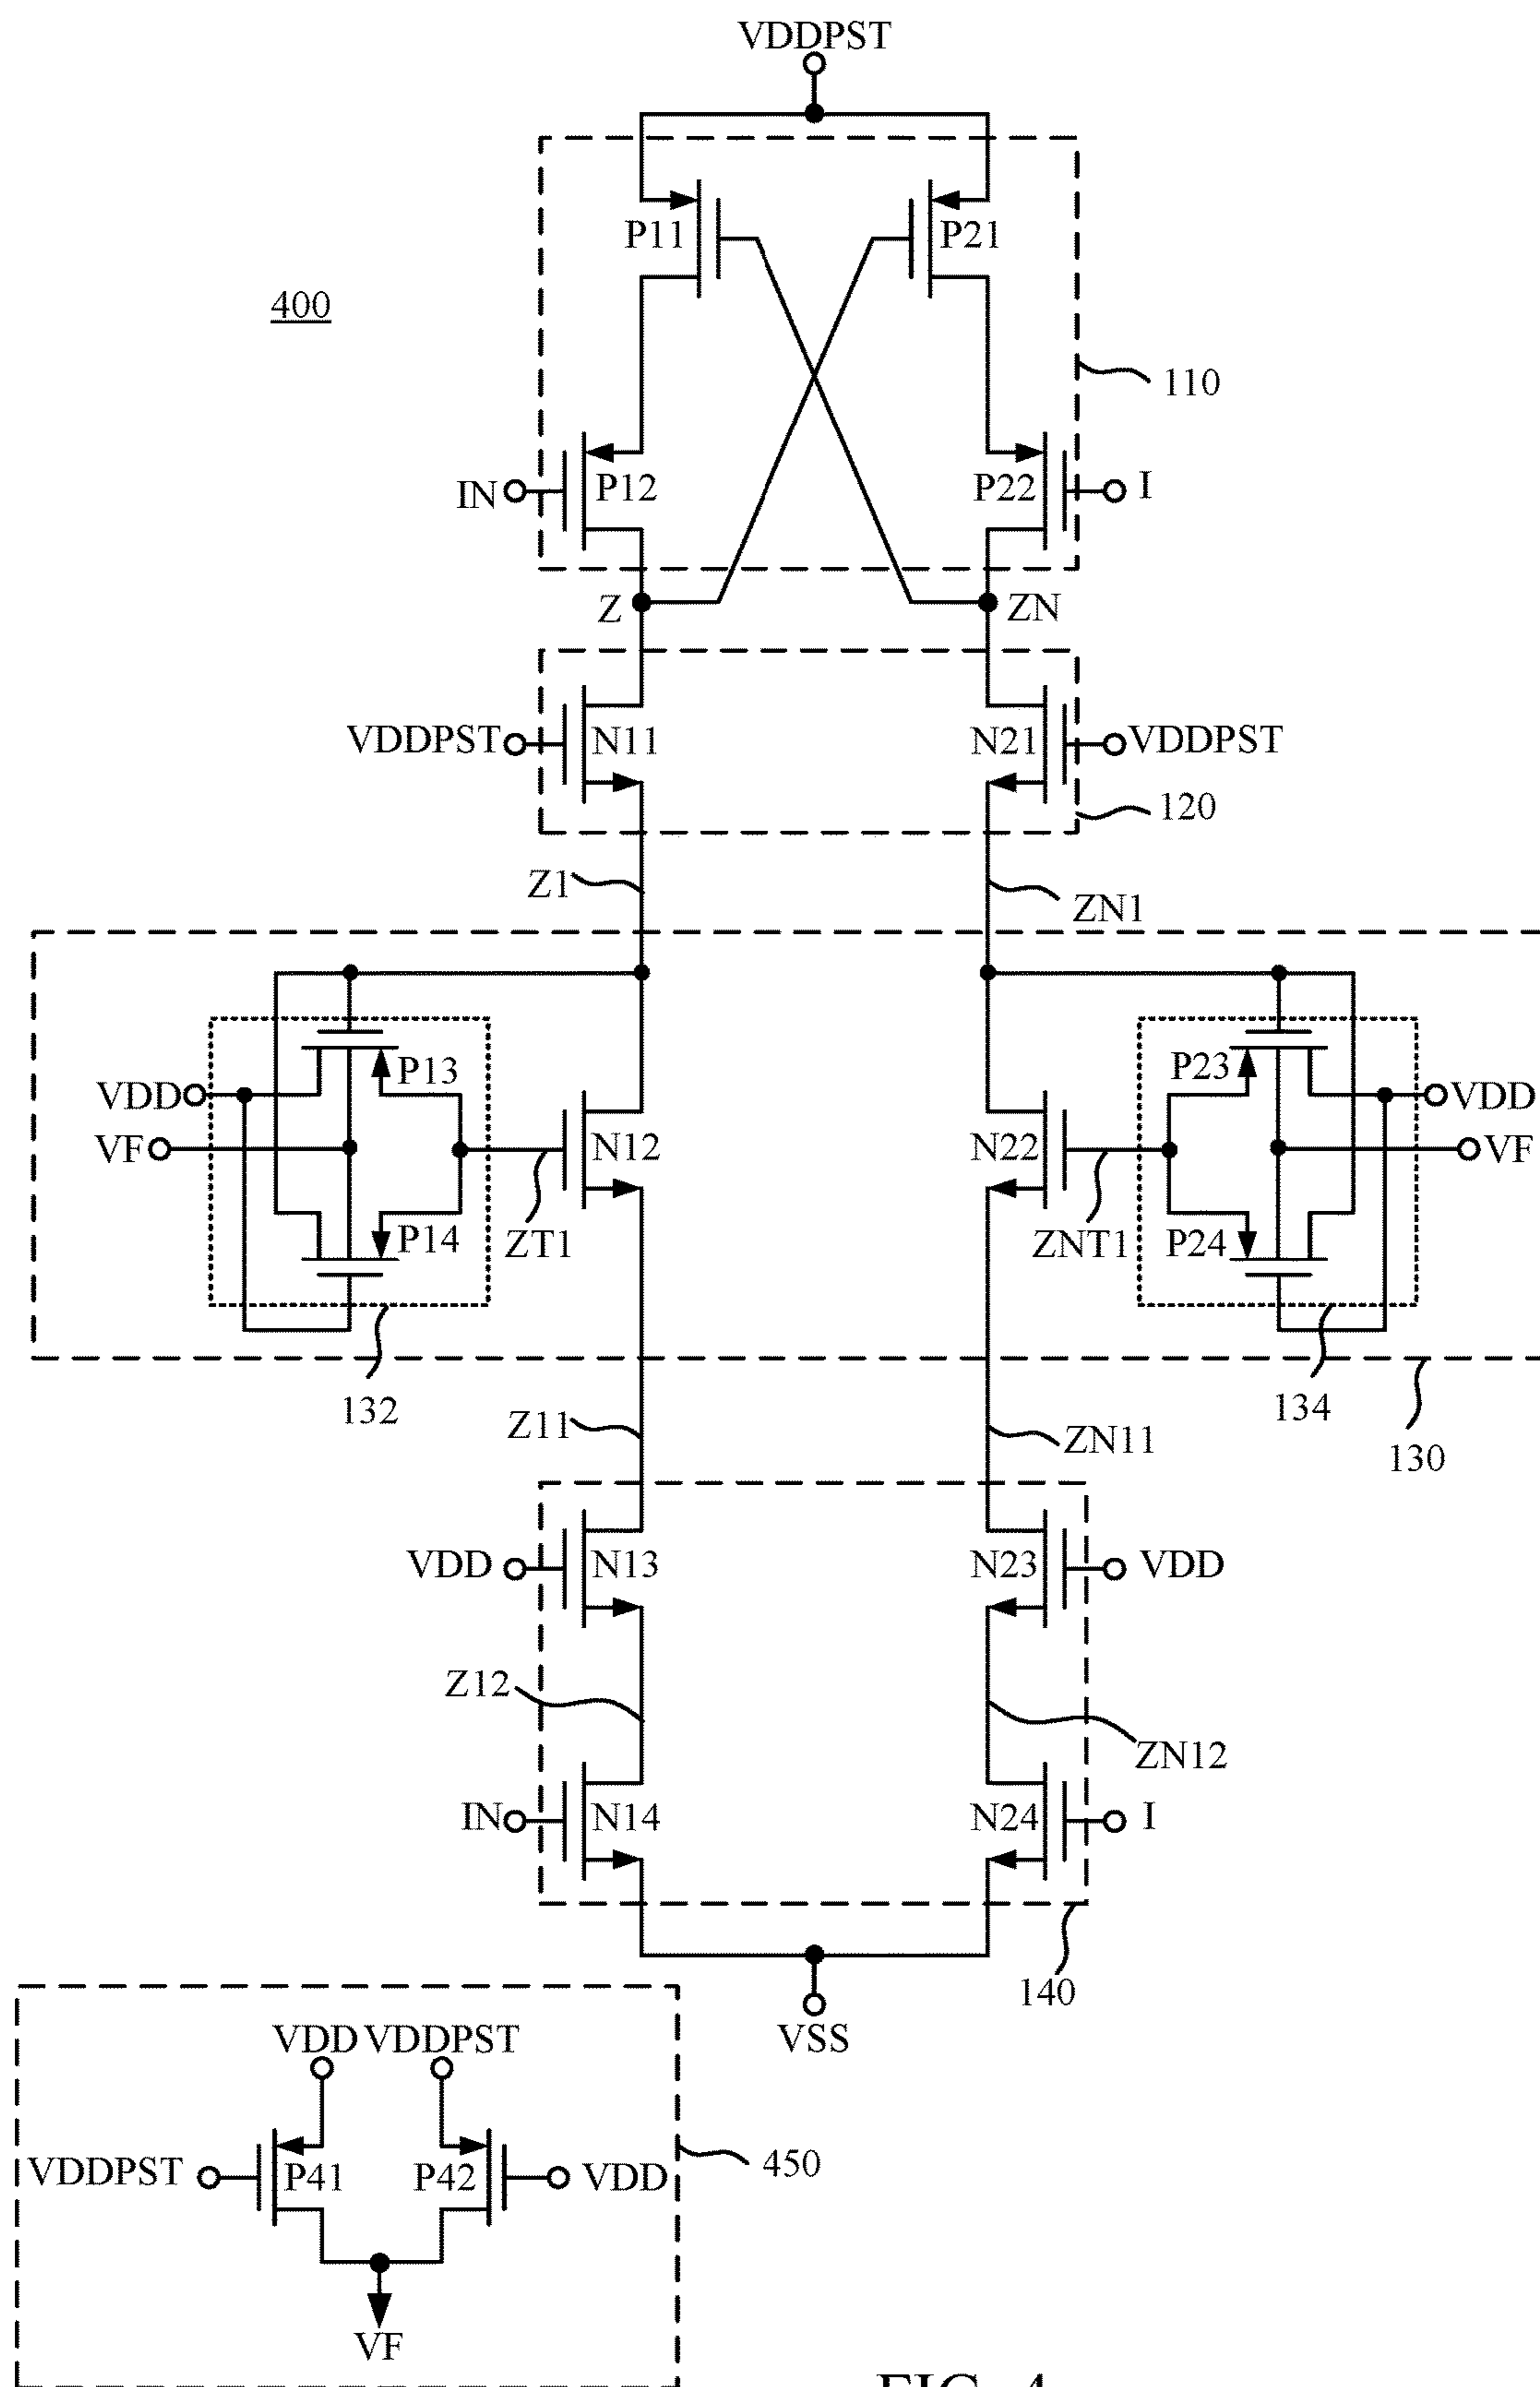 VDDPST
P11 P21
400
110
IN P12 P22 I
Z ZN
VDDPST N11 N21 VDDPST
120
Z1 ZN1
P13 P23
VDD VDD
VF N12 N22 VF
P14 ZT1 ZNT1 P24
132 134
Z11 ZN11
130
VDD N13 N23 VDD
Z12
ZN12
IN N14 N24 I
140
VSS
VDD VDDPST
VDDPST P41 P42 VDD
450
VF
FIG. 4